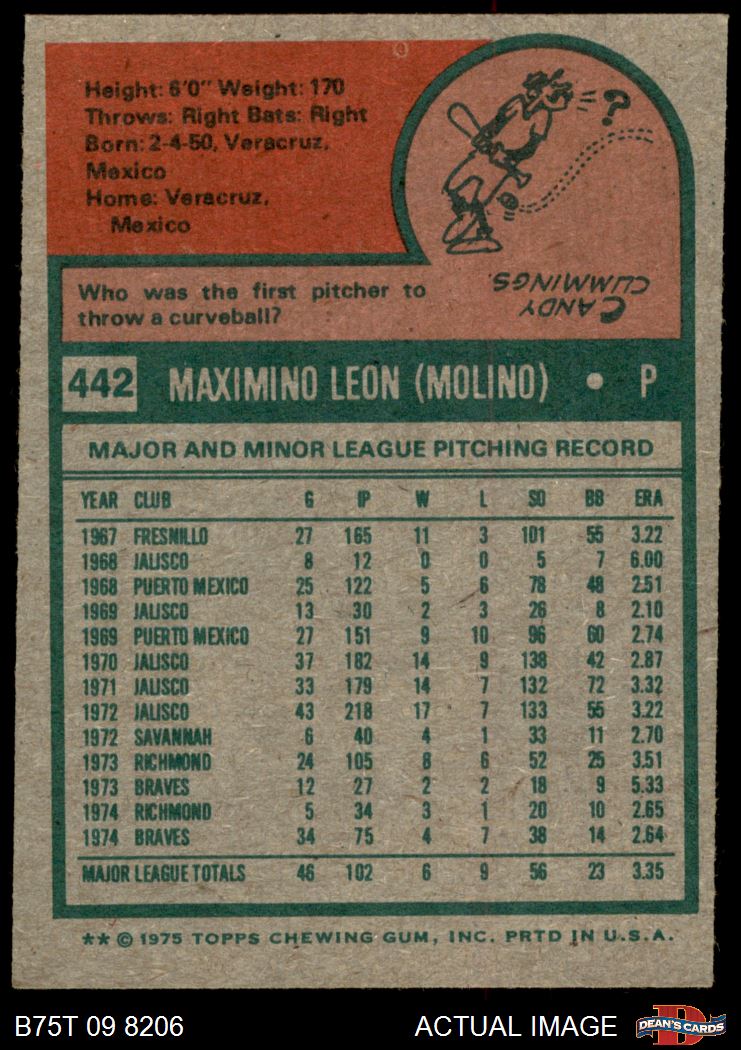 Height: 6'0" Weight: 170
Throws: Right Bats: Right
Born: 2-4-50, Veracruz,
Mexico
Home: Veracruz,
Mexico
?
Who was the first pitcher to
throw a curveball?
CANDY
CUMMINGS.
442 MAXIMINO LEON (MOLINO) • P
MAJOR AND MINOR LEAGUE PITCHING RECORD
YEAR CLUB G IP W L SO BB ERA
1967 FRESNILLO 27 165 11 3 101 55 3.22
1968 JALISCO 8 12 0 0 5 7 6.00
1968 PUERTO MEXICO 25 122 5 6 78 48 2.51
1969 JALISCO 13 30 2 3 26 8 2.10
1969 PUERTO MEXICO 27 151 9 10 96 60 2.74
1970 JALISCO 37 182 14 9 138 42 2.87
1971 JALISCO 33 179 14 7 132 72 3.32
1972 JALISCO 43 218 17 7 133 55 3.22
1972 SAVANNAH 6 40 4 1 33 11 2.70
1973 RICHMOND 24 105 8 6 52 25 3.51
1973 BRAVES 12 27 2 2 18 9 5.33
1974 RICHMOND 5 34 3 1 20 10 2.65
1974 BRAVES 34 75 4 7 38 14 2.64
MAJOR LEAGUE TOTALS 46 102 6 9 56 23 3.35
** © 1975 TOPPS CHEWING GUM, INC. PRTD IN U.S.A.
B75T 09 8206 ACTUAL IMAGE D DEAN'S CARDS